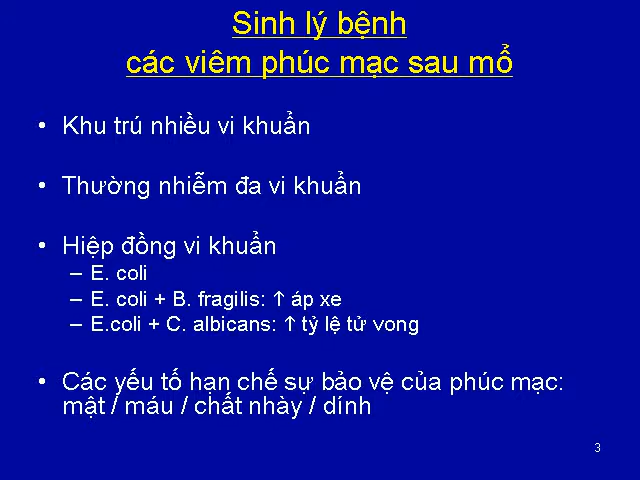 Sinh lý bệnh
các viêm phúc mạc sau mổ
• Khu trú nhiều vi khuẩn
• Thường nhiễm đa vi khuẩn
• Hiệp đồng vi khuẩn
– E. coli
– E. coli + B. fragilis: ↑ áp xe
– E.coli + C. albicans: ↑ tỷ lệ tử vong
• Các yếu tố hạn chế sự bảo vệ của phúc mạc:
mật / máu / chất nhày / dính
3